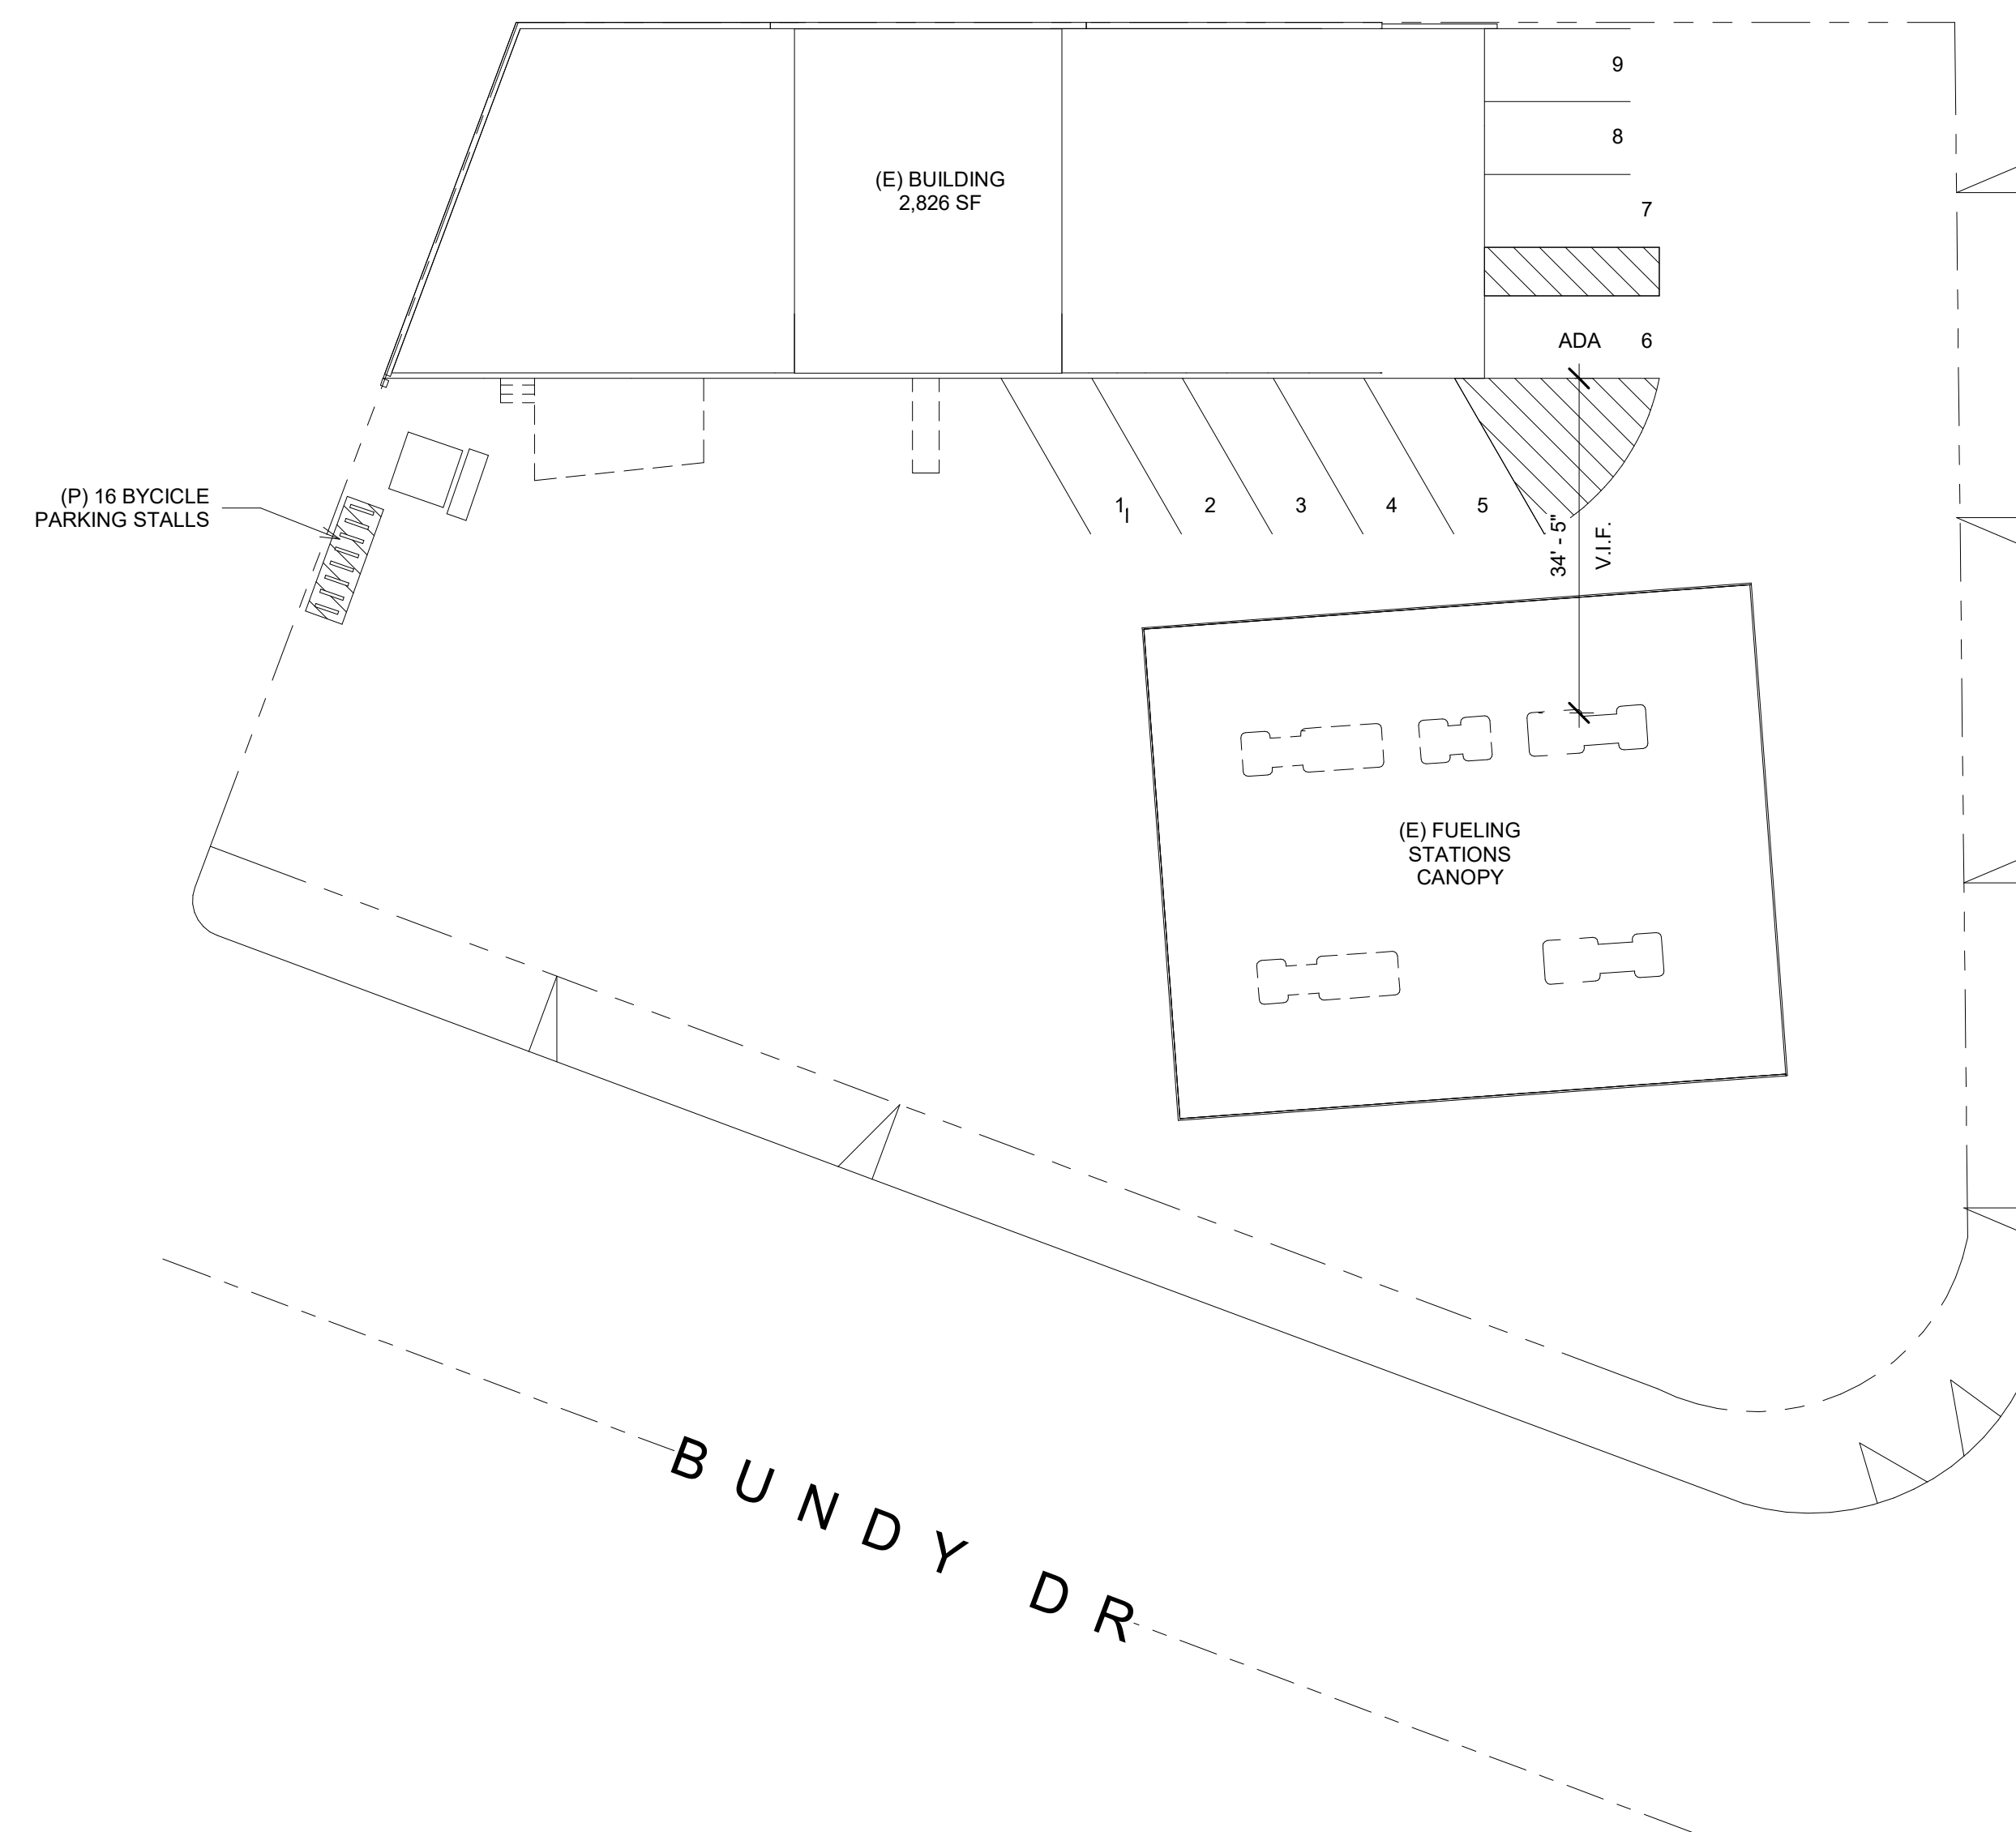 9
8
(E) BUILDING
2,826 SF
7
ADA 6
(P) 16 BYCICLE
PARKING STALLS
1 2 3 4 5
34' - 5"
V.I.F.
(E) FUELING
STATIONS
CANOPY
BUNDY DR